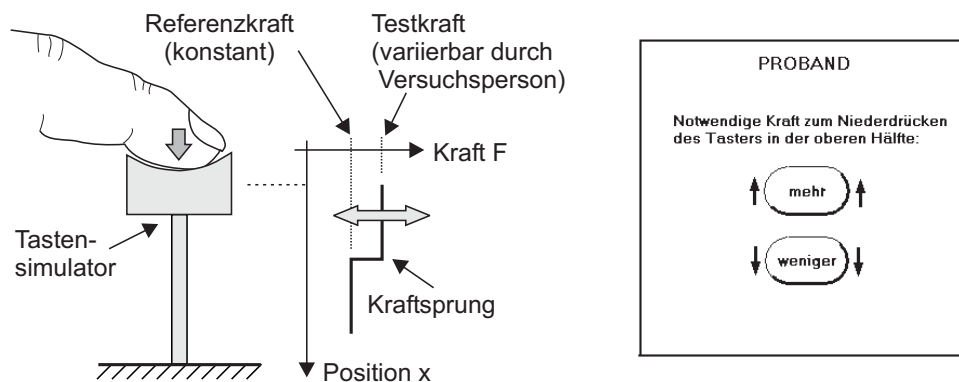 Referenzkraft
(konstant)
Testkraft
(variierbar durch
Versuchsperson)
Kraft F
Tasten-
simulator
Kraftsprung
Position x
PROBAND
Notwendige Kraft zum Niederdrücken
des Tasters in der oberen Hälfte:
mehr
weniger